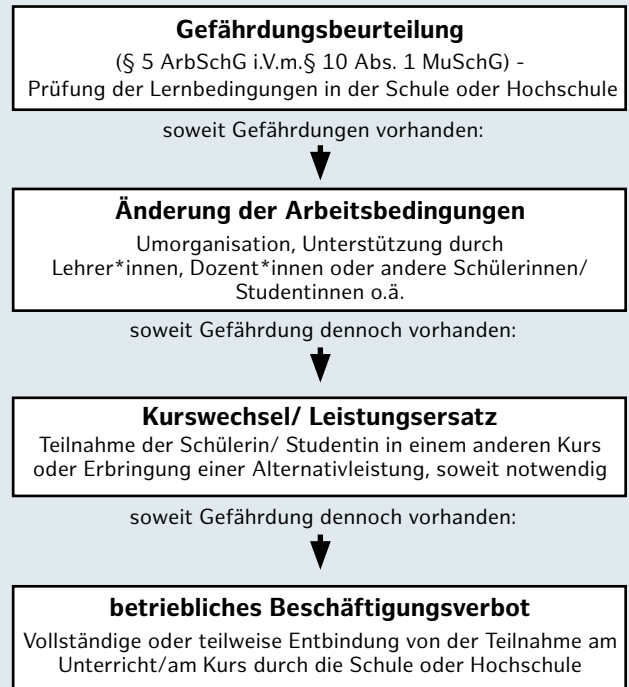 Gefährdungsbeurteilung
(§ 5 ArbSchG i.V.m.§ 10 Abs. 1 MuSchG) -
Prüfung der Lernbedingungen in der Schule oder Hochschule
soweit Gefährdungen vorhanden:
Änderung der Arbeitsbedingungen
Umorganisation, Unterstützung durch
Lehrer*innen, Dozent*innen oder andere Schülerinnen/
Studentinnen o.ä.
soweit Gefährdung dennoch vorhanden:
Kurswechsel/ Leistungsersatz
Teilnahme der Schülerin/ Studentin in einem anderen Kurs
oder Erbringung einer Alternativleistung, soweit notwendig
soweit Gefährdung dennoch vorhanden:
betriebliches Beschäftigungsverbot
Vollständige oder teilweise Entbindung von der Teilnahme am
Unterricht/am Kurs durch die Schule oder Hochschule